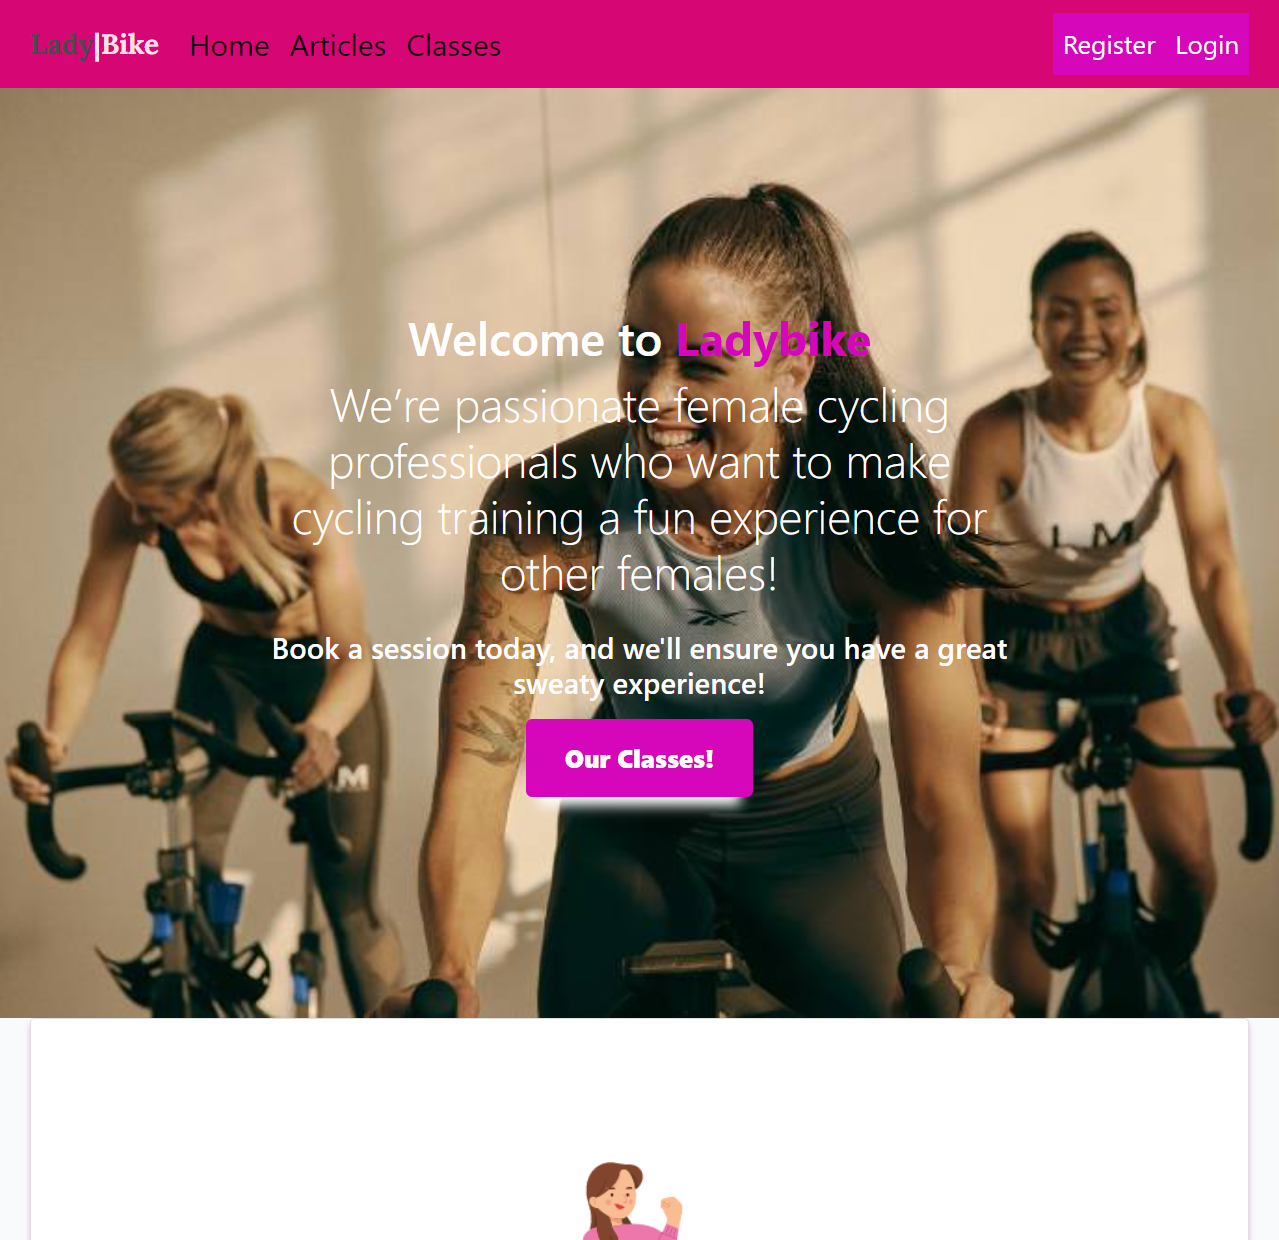 Lady|Bike Home Articles Classes Register Login
Welcome to Ladybike
We’re passionate female cycling
professionals who want to make
cycling training a fun experience for
other females!
LM
Book a session today, and we'll ensure you have a great
sweaty experience!
Our Classes!
M